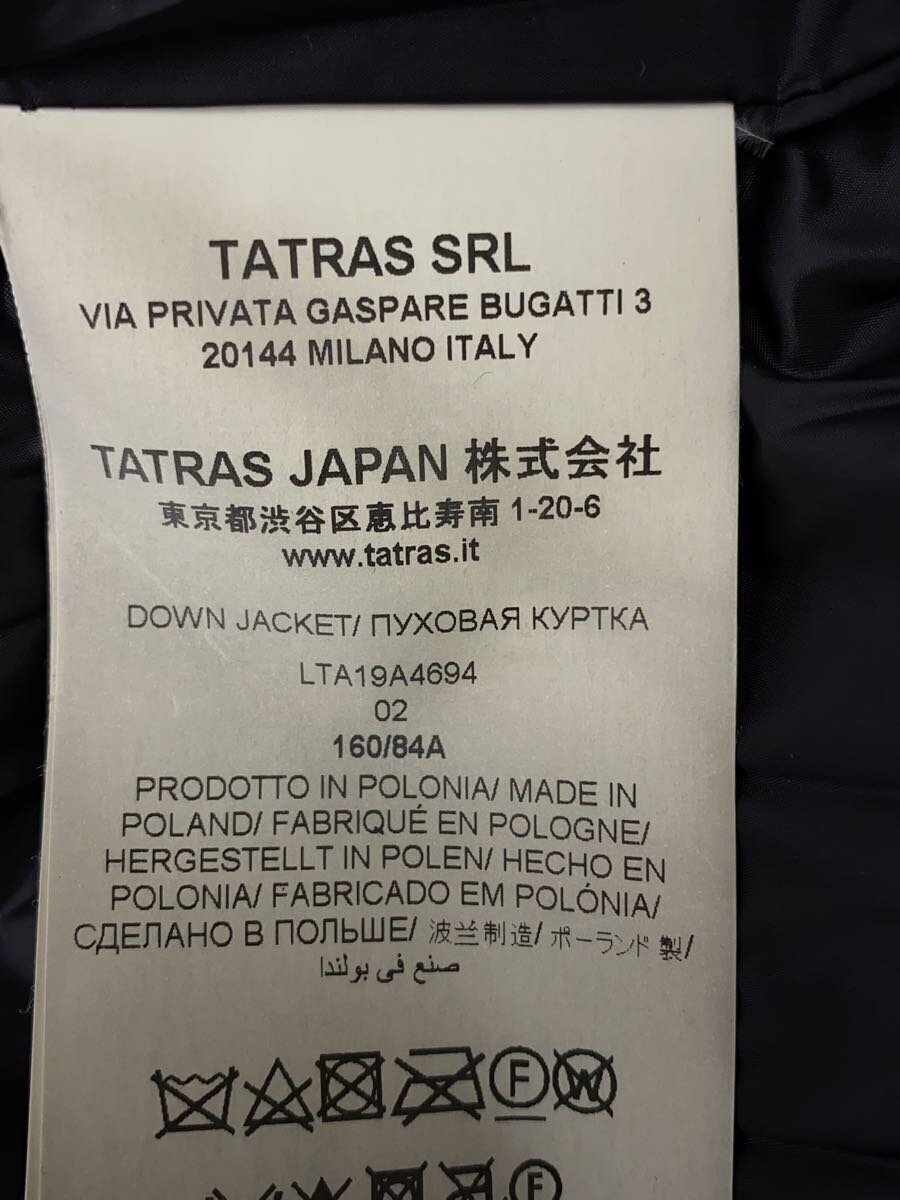 TATRAS SRL
VIA PRIVATA GASPARE BUGATTI 3
20144 MILANO ITALY
TATRAS JAPAN 株式会社
東京都渋谷区恵比寿南 1-20-6
www.tatras.it
DOWN JACKET/ ПУХОВАЯ КУРТКА
LTA19A4694
02
160/84A
PRODOTTO IN POLONIA/ MADE IN
POLAND/ FABRIQUÉ EN POLOGNE/
HERGESTELLT IN POLEN/ HECHO EN
POLONIA/ FABRICADO EM POLÓNIA/
СДЕЛАНО В ПОЛЬШЕ/ 波兰制造/ ポーランド 製/
صنع في بولندا
F W
F